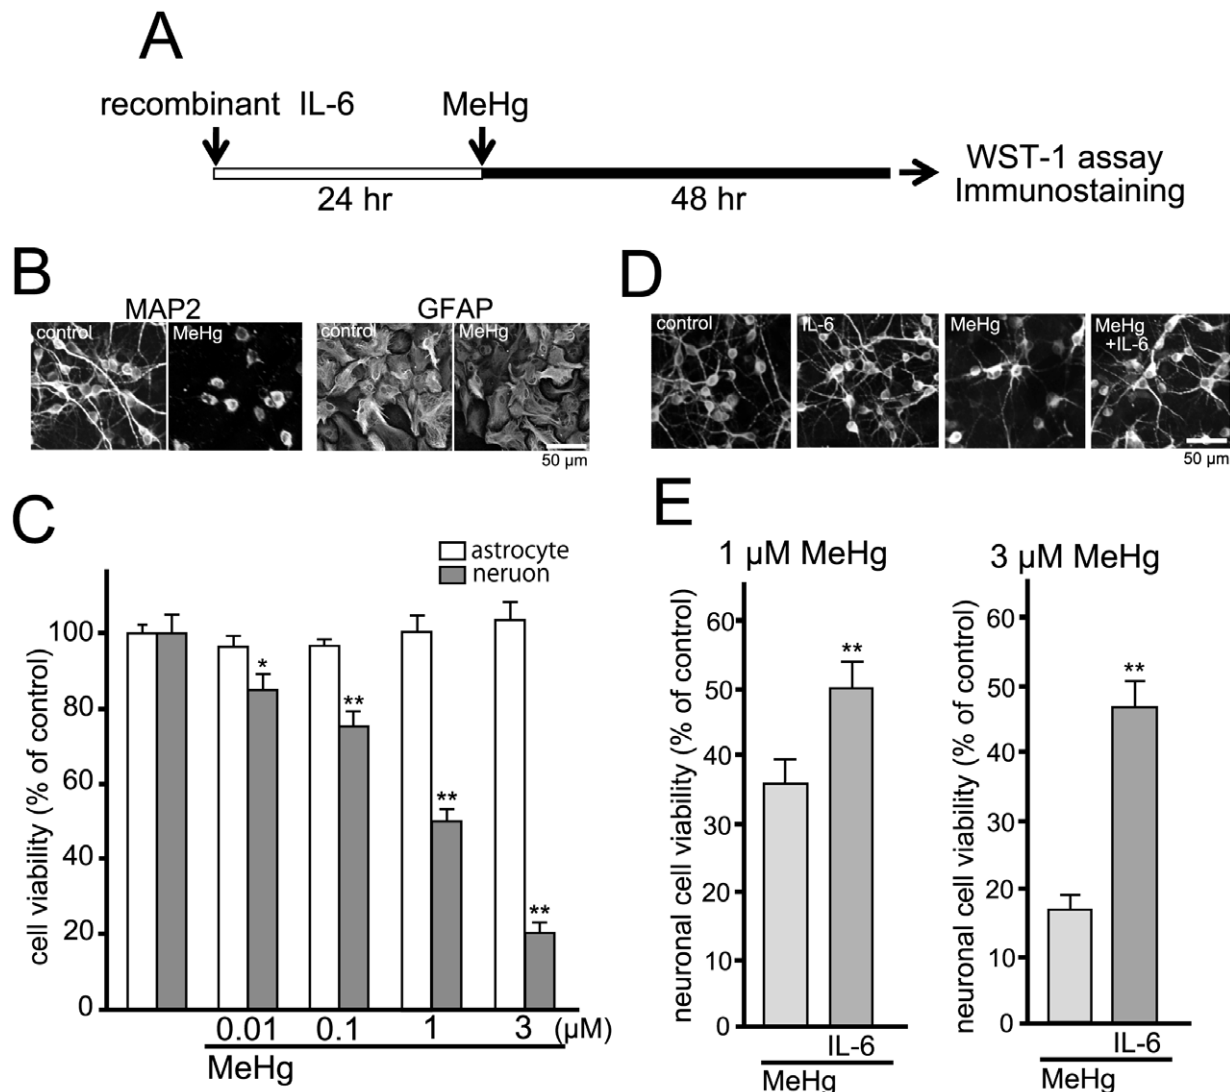 A
recombinant IL-6
MeHg
24 hr
48 hr
WST-1 assay
Immunostaining
B
MAP2
GFAP
control
MeHg
control
MeHg
50 µm
D
control
IL-6
MeHg
MeHg
+IL-6
50 µm
C
astrocyte
neruon
cell viability (% of control)
100
80
60
40
20
0
*
**
**
**
0.01
0.1
1
3
(µM)
MeHg
E
1 µM MeHg
neuronal cell viability (% of control)
60
50
40
30
20
10
0
**
IL-6
MeHg
3 µM MeHg
neuronal cell viability (% of control)
60
50
40
30
20
10
0
**
IL-6
MeHg